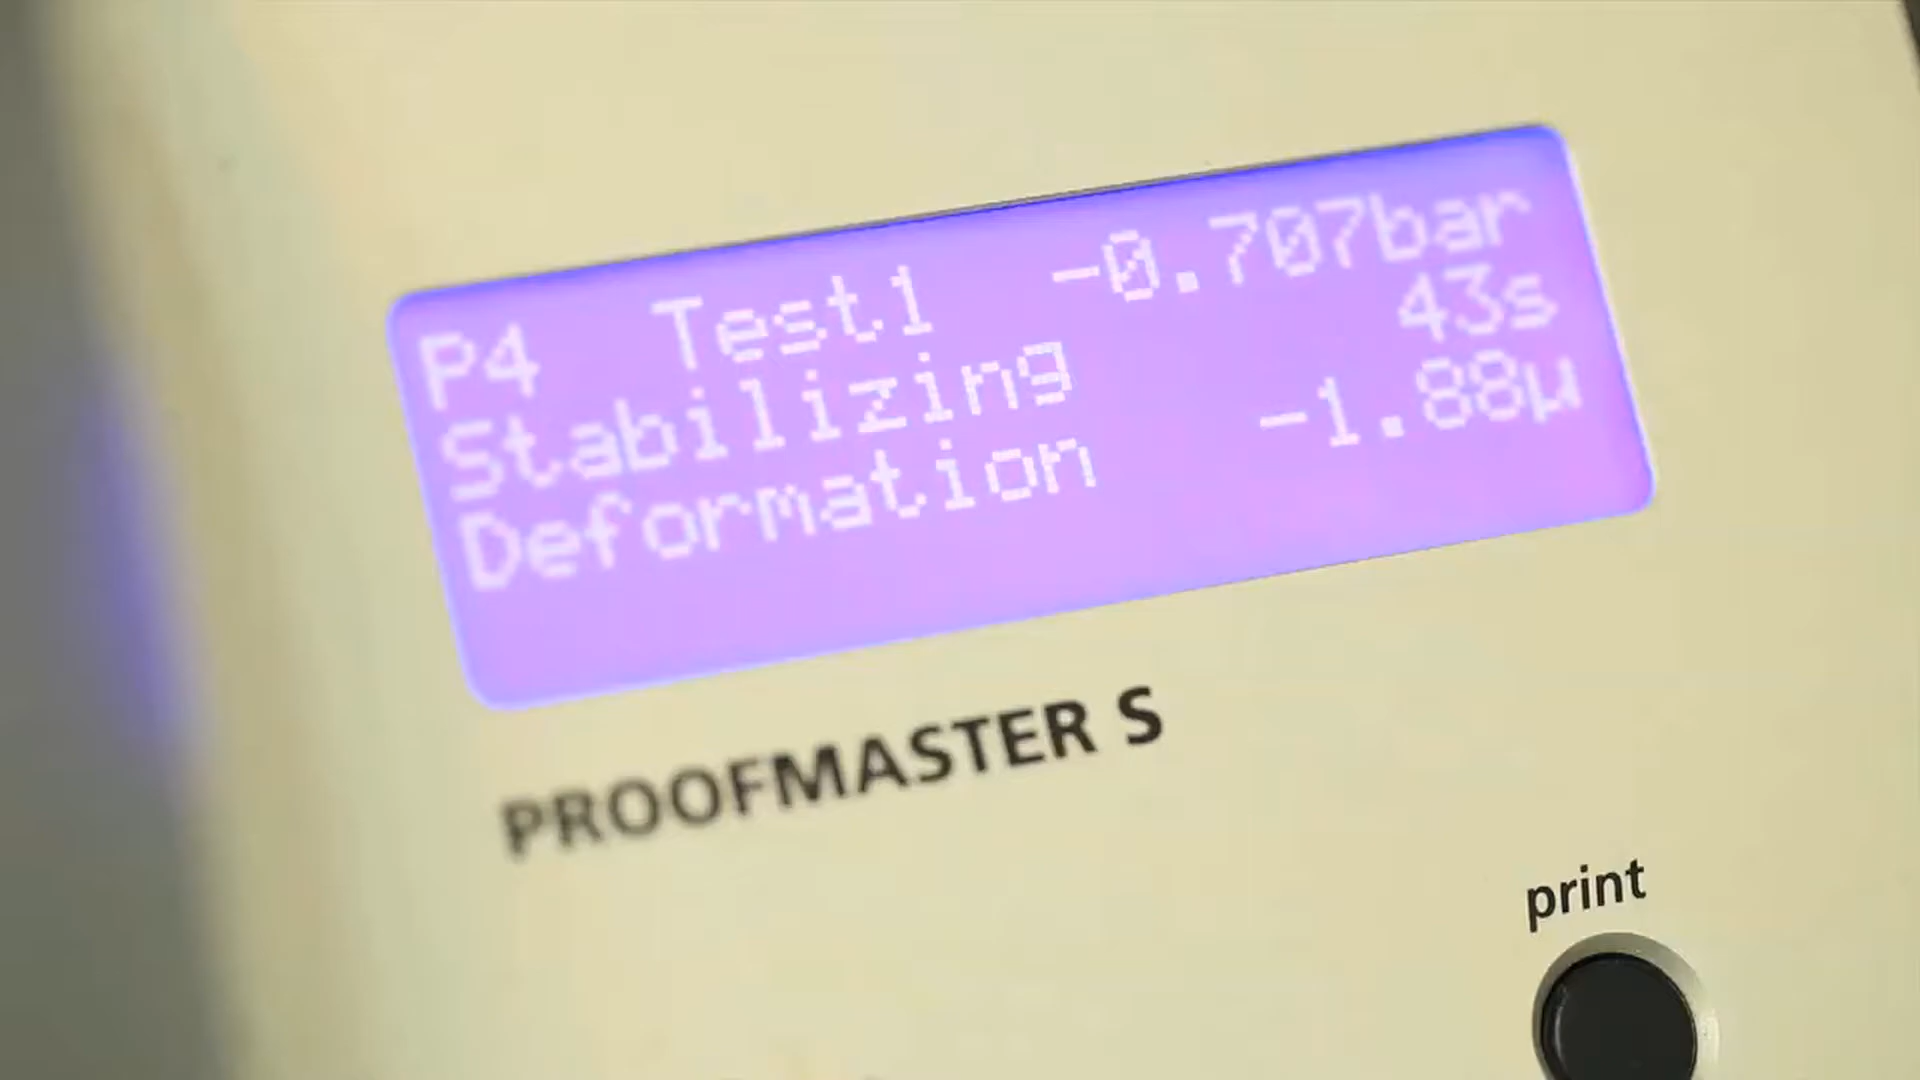 P4 Test1 -0.707bar
Stabilizing 43s
Deformation -1.88µ
PROOFMASTER S
print